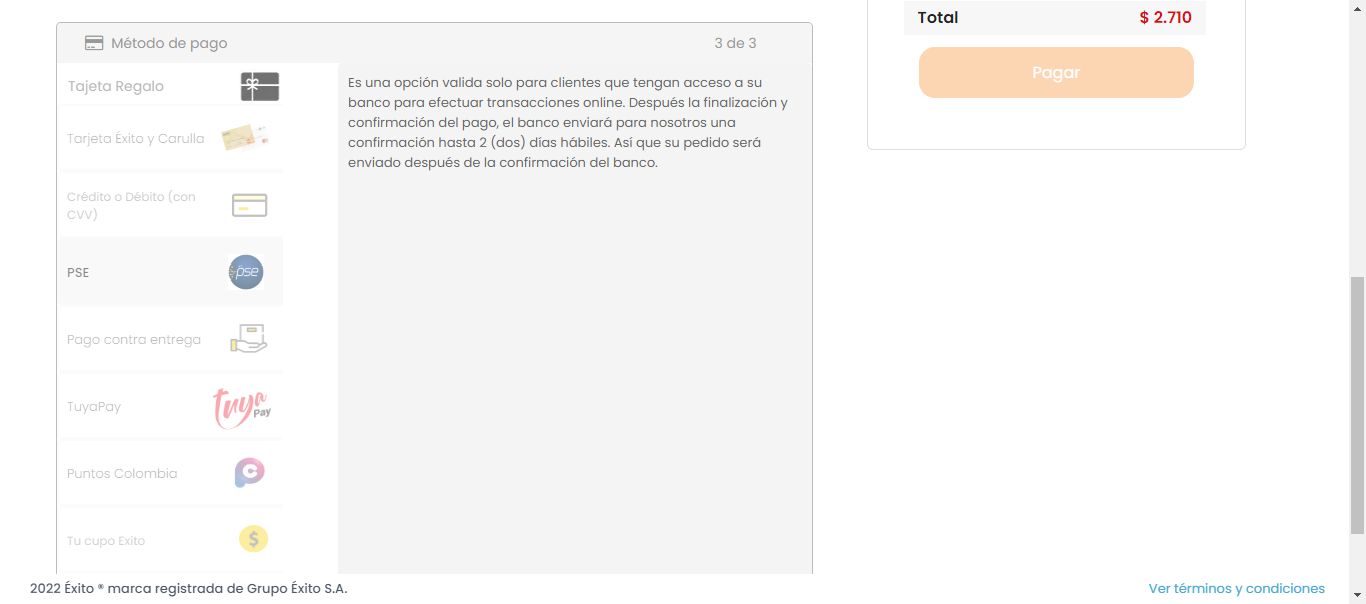 Método de pago 3 de 3
Tajeta Regalo
Tarjeta Éxito y Carulla
Crédito o Débito (con
CVV)
PSE
pse
Pago contra entrega
TuyaPay
tuya
Pay
Puntos Colombia
Tu cupo Exito
$
Es una opción valida solo para clientes que tengan acceso a su
banco para efectuar transacciones online. Después la finalización y
confirmación del pago, el banco enviará para nosotros una
confirmación hasta 2 (dos) días hábiles. Así que su pedido será
enviado después de la confirmación del banco.
Total $ 2.710
Pagar
2022 Éxito ® marca registrada de Grupo Éxito S.A.
Ver términos y condiciones